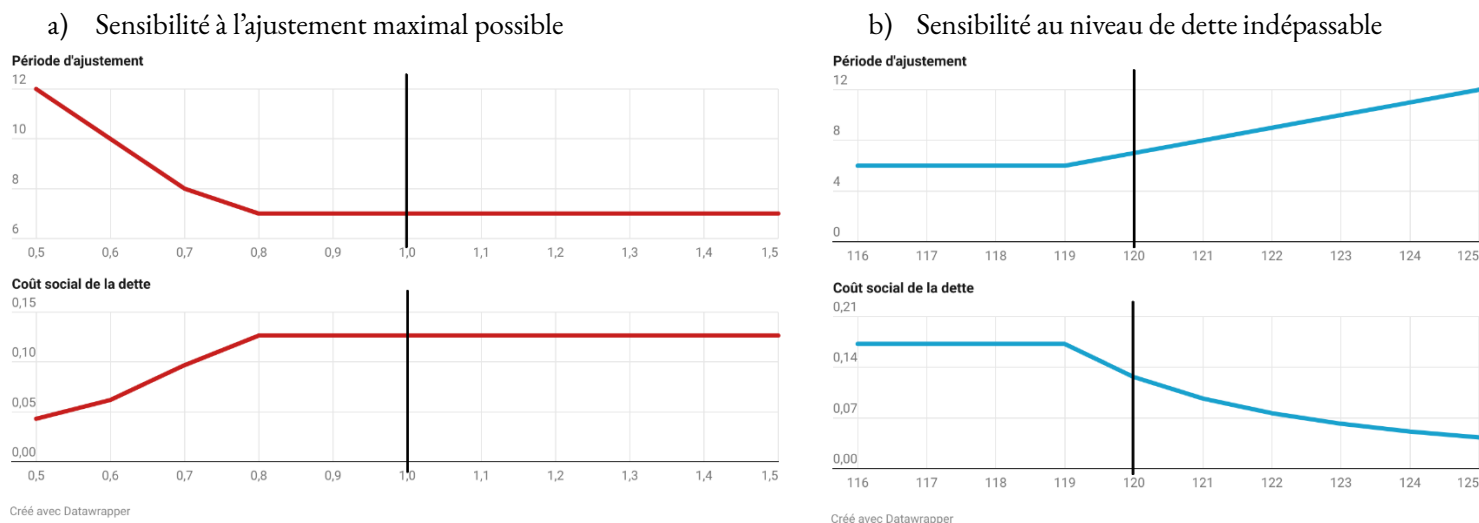 a) Sensibilité à l’ajustement maximal possible
Période d'ajustement
12
10
8
6
0,5 0,6 0,7 0,8 0,9 1,0 1,1 1,2 1,3 1,4 1,5
Coût social de la dette
0,15
0,10
0,05
0,00
0,5 0,6 0,7 0,8 0,9 1,0 1,1 1,2 1,3 1,4 1,5
Créé avec Datawrapper
b) Sensibilité au niveau de dette indépassable
Période d'ajustement
12
8
4
0
116 117 118 119 120 121 122 123 124 125
Coût social de la dette
0,21
0,14
0,07
0,00
116 117 118 119 120 121 122 123 124 125
Créé avec Datawrapper